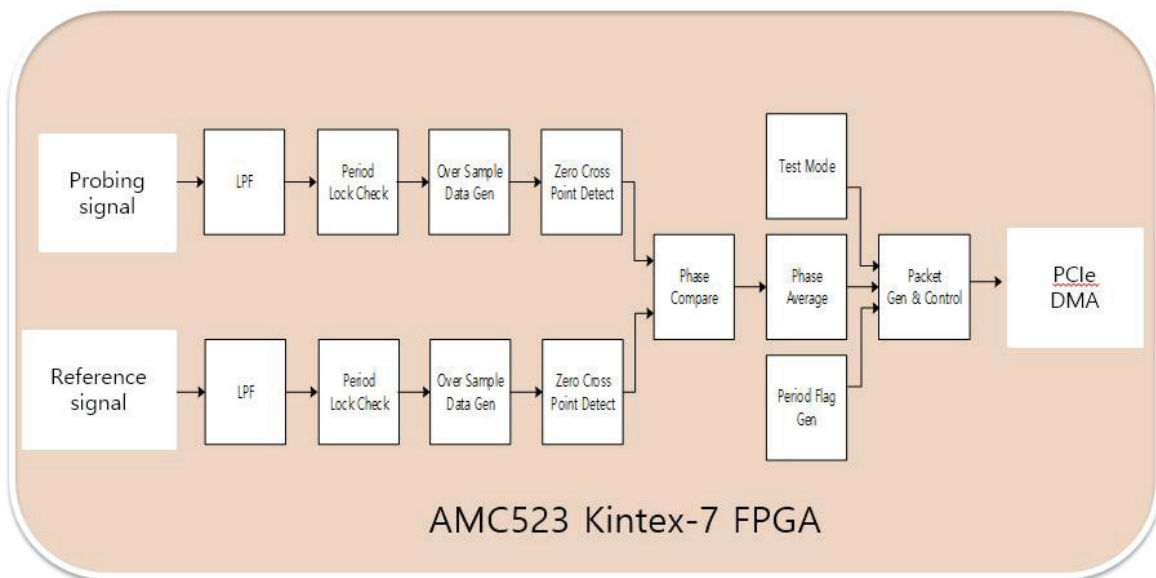 Probing
signal
LPF
Period
Lock Check
Over Sample
Data Gen
Zero Cross
Point Detect
Reference
signal
LPF
Period
Lock Check
Over Sample
Data Gen
Zero Cross
Point Detect
Phase
Compare
Test Mode
Phase
Average
Period Flag
Gen
Packet
Gen & Control
PCIe
DMA
AMC523 Kintex-7 FPGA